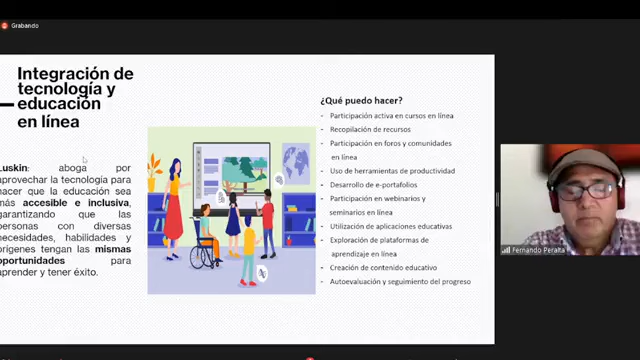 Grabando
Integración de
tecnología y
educación
en línea
Luskin: aboga por
aprovechar la tecnología para
hacer que la educación sea
más accesible e inclusiva,
garantizando que las
personas con diversas
necesidades, habilidades y
orígenes tengan las mismas
oportunidades para
aprender y tener éxito.
¿Qué puedo hacer?
- Participación activa en cursos en línea
- Recopilación de recursos
- Participación en foros y comunidades
en línea
- Uso de herramientas de productividad
- Desarrollo de e-portafolios
- Participación en webinarios y
seminarios en línea
- Utilización de aplicaciones educativas
- Exploración de plataformas de
aprendizaje en línea
- Creación de contenido educativo
- Autoevaluación y seguimiento del progreso
Fernando Peralta